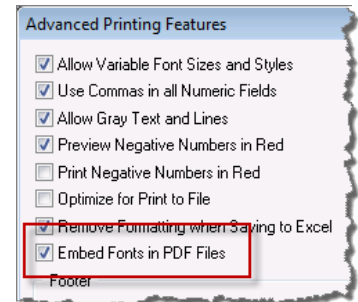 Advanced Printing Features
Allow Variable Font Sizes and Styles
Use Commas in all Numeric Fields
Allow Gray Text and Lines
Preview Negative Numbers in Red
Print Negative Numbers in Red
Optimize for Print to File
Remove Formatting when Saving to Excel
Embed Fonts in PDF Files
Footer